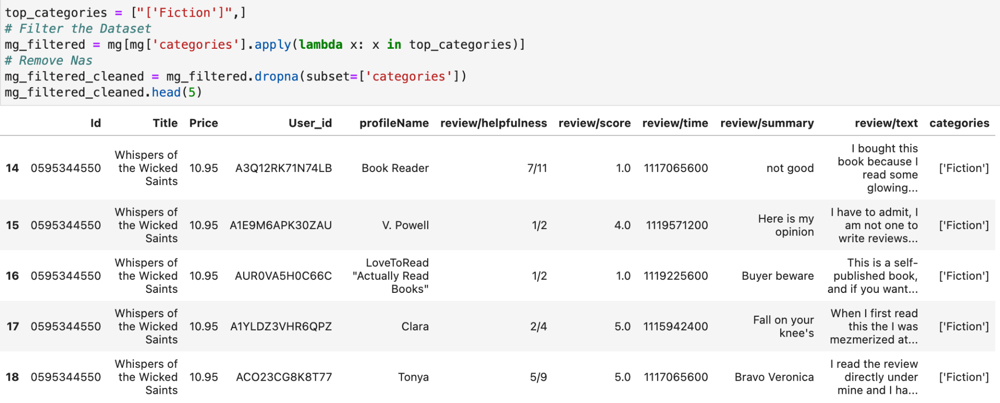 top_categories = ["['Fiction']",]
# Filter the Dataset
mg_filtered = mg[mg['categories'].apply(lambda x: x in top_categories)]
# Remove Nas
mg_filtered_cleaned = mg_filtered.dropna(subset=['categories'])
mg_filtered_cleaned.head(5)
Id Title Price User_id profileName review/helpfulness review/score review/time review/summary review/text categories
14 0595344550 Whispers of the Wicked Saints 10.95 A3Q12RK71N74LB Book Reader 7/11 1.0 1117065600 not good I bought this book because I read some glowing... ['Fiction']
15 0595344550 Whispers of the Wicked Saints 10.95 A1E9M6APK30ZAU V. Powell 1/2 4.0 1119571200 Here is my opinion I have to admit, I am not one to write reviews... ['Fiction']
16 0595344550 Whispers of the Wicked Saints 10.95 AUR0VA5H0C66C LoveToRead "Actually Read Books" 1/2 1.0 1119225600 Buyer beware This is a self-published book, and if you want... ['Fiction']
17 0595344550 Whispers of the Wicked Saints 10.95 A1YLDZ3VHR6QPZ Clara 2/4 5.0 1115942400 Fall on your knee's When I first read this the I was mezmerized at... ['Fiction']
18 0595344550 Whispers of the Wicked Saints 10.95 ACO23CG8K8T77 Tonya 5/9 5.0 1117065600 Bravo Veronica I read the review directly under mine and I ha... ['Fiction']